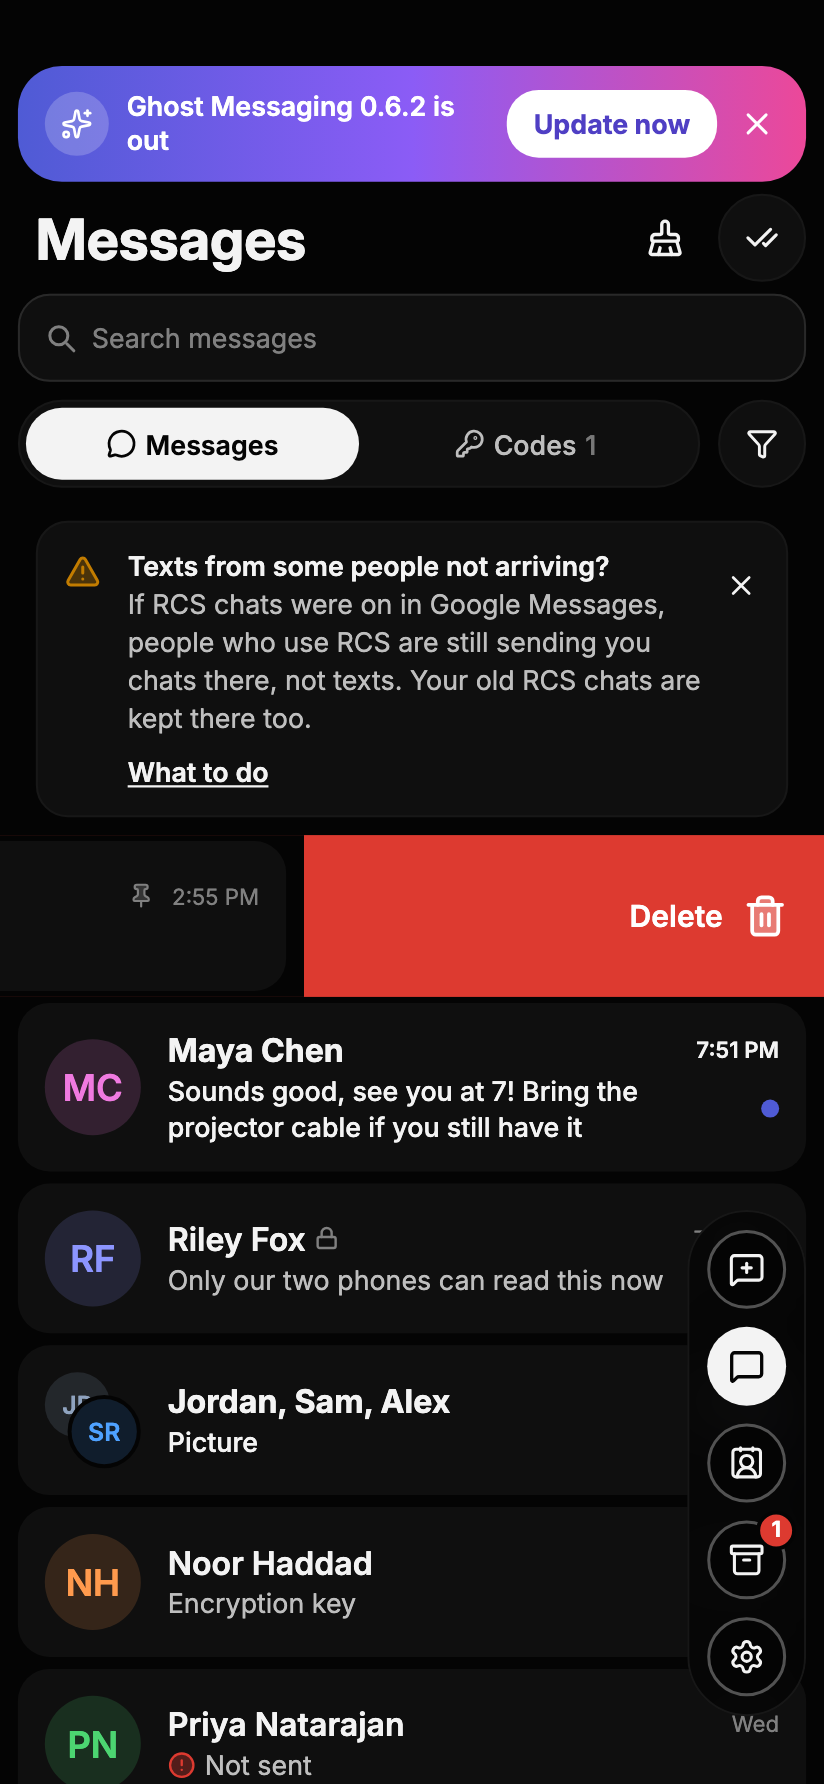 Ghost Messaging 0.6.2 is
out
Update now
Messages
Search messages
Messages
Codes 1
Texts from some people not arriving?
If RCS chats were on in Google Messages,
people who use RCS are still sending you
chats there, not texts. Your old RCS chats are
kept there too.
What to do
2:55 PM
Delete
MC
Maya Chen
7:51 PM
Sounds good, see you at 7! Bring the
projector cable if you still have it
RF
Riley Fox
Only our two phones can read this now
SR
Jordan, Sam, Alex
Picture
1
NH
Noor Haddad
Encryption key
PN
Priya Natarajan
Wed
Not sent